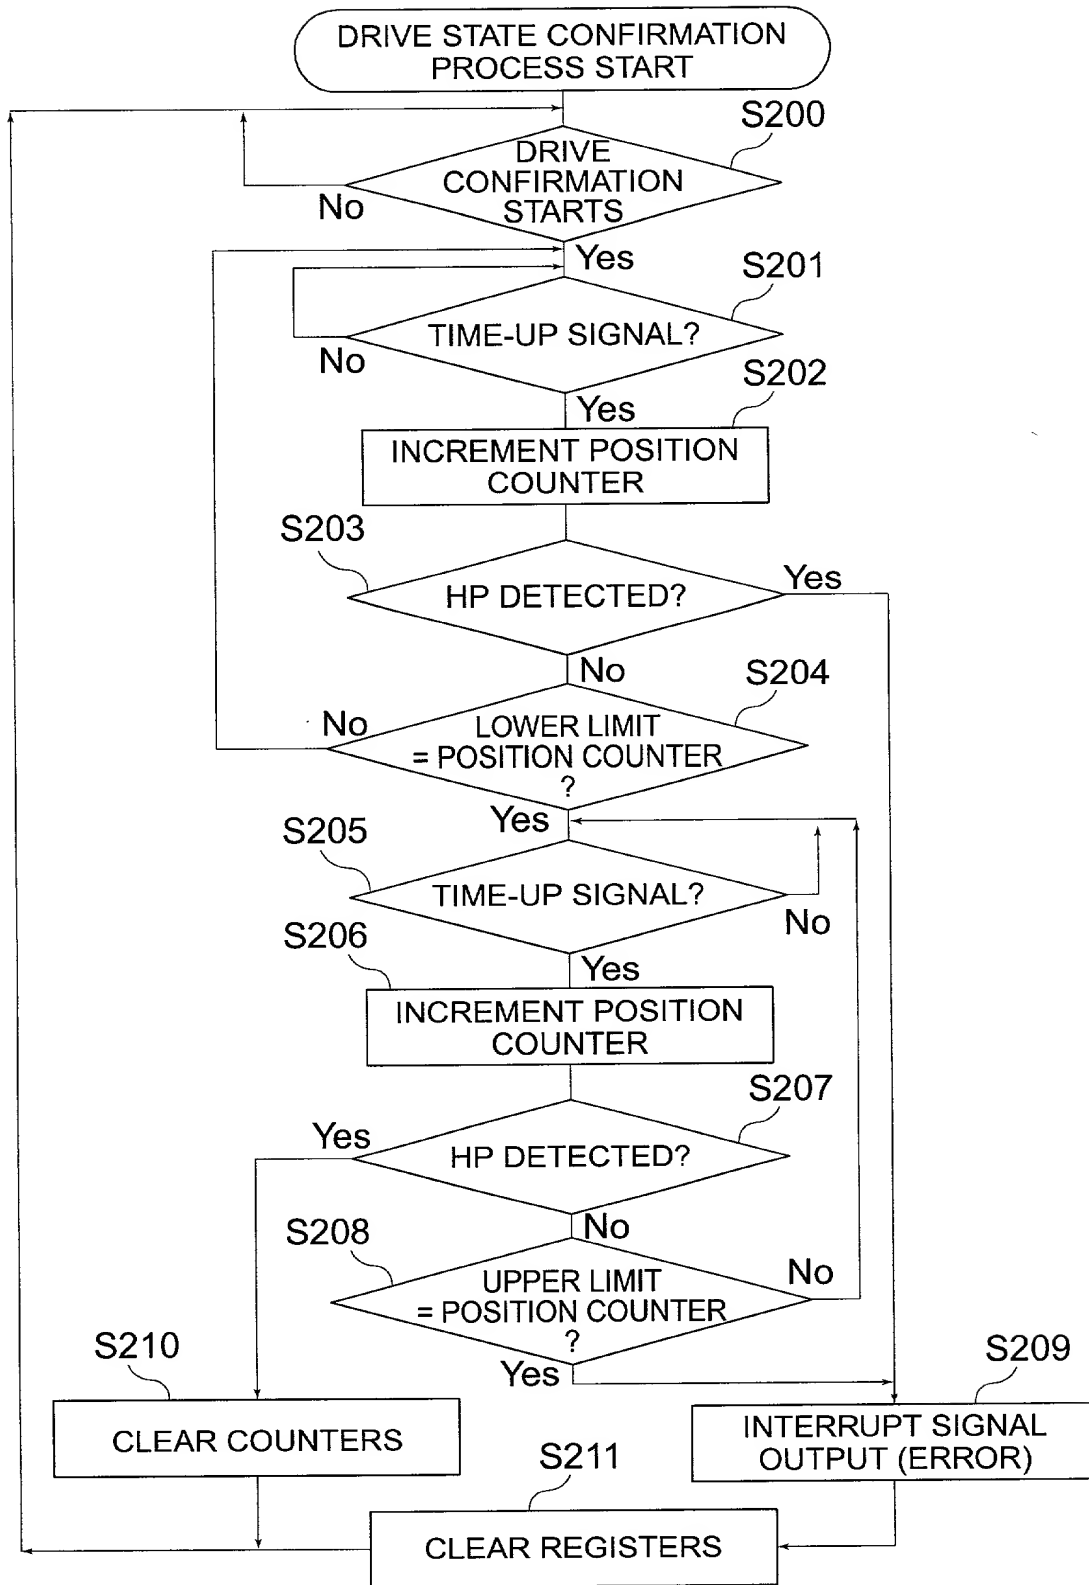 DRIVE STATE CONFIRMATION
PROCESS START
S200
DRIVE
CONFIRMATION
STARTS
No
Yes
S201
TIME-UP SIGNAL?
No
S202
Yes
INCREMENT POSITION
COUNTER
S203
HP DETECTED?
Yes
No
S204
No
LOWER LIMIT
= POSITION COUNTER
?
Yes
S205
TIME-UP SIGNAL?
No
S206
Yes
INCREMENT POSITION
COUNTER
S207
Yes
HP DETECTED?
No
S208
UPPER LIMIT
= POSITION COUNTER
?
No
Yes
S210
S209
CLEAR COUNTERS
INTERRUPT SIGNAL
OUTPUT (ERROR)
S211
CLEAR REGISTERS